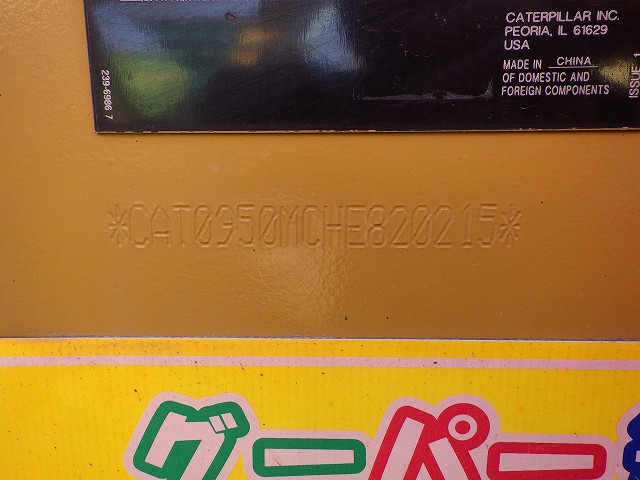 CATERPILLAR INC.
PEORIA, IL 61629
USA
MADE IN CHINA
OF DOMESTIC AND
FOREIGN COMPONENTS
ISSUE 1
239-6986 7
*CAT0950MCHE820215*
グーパー